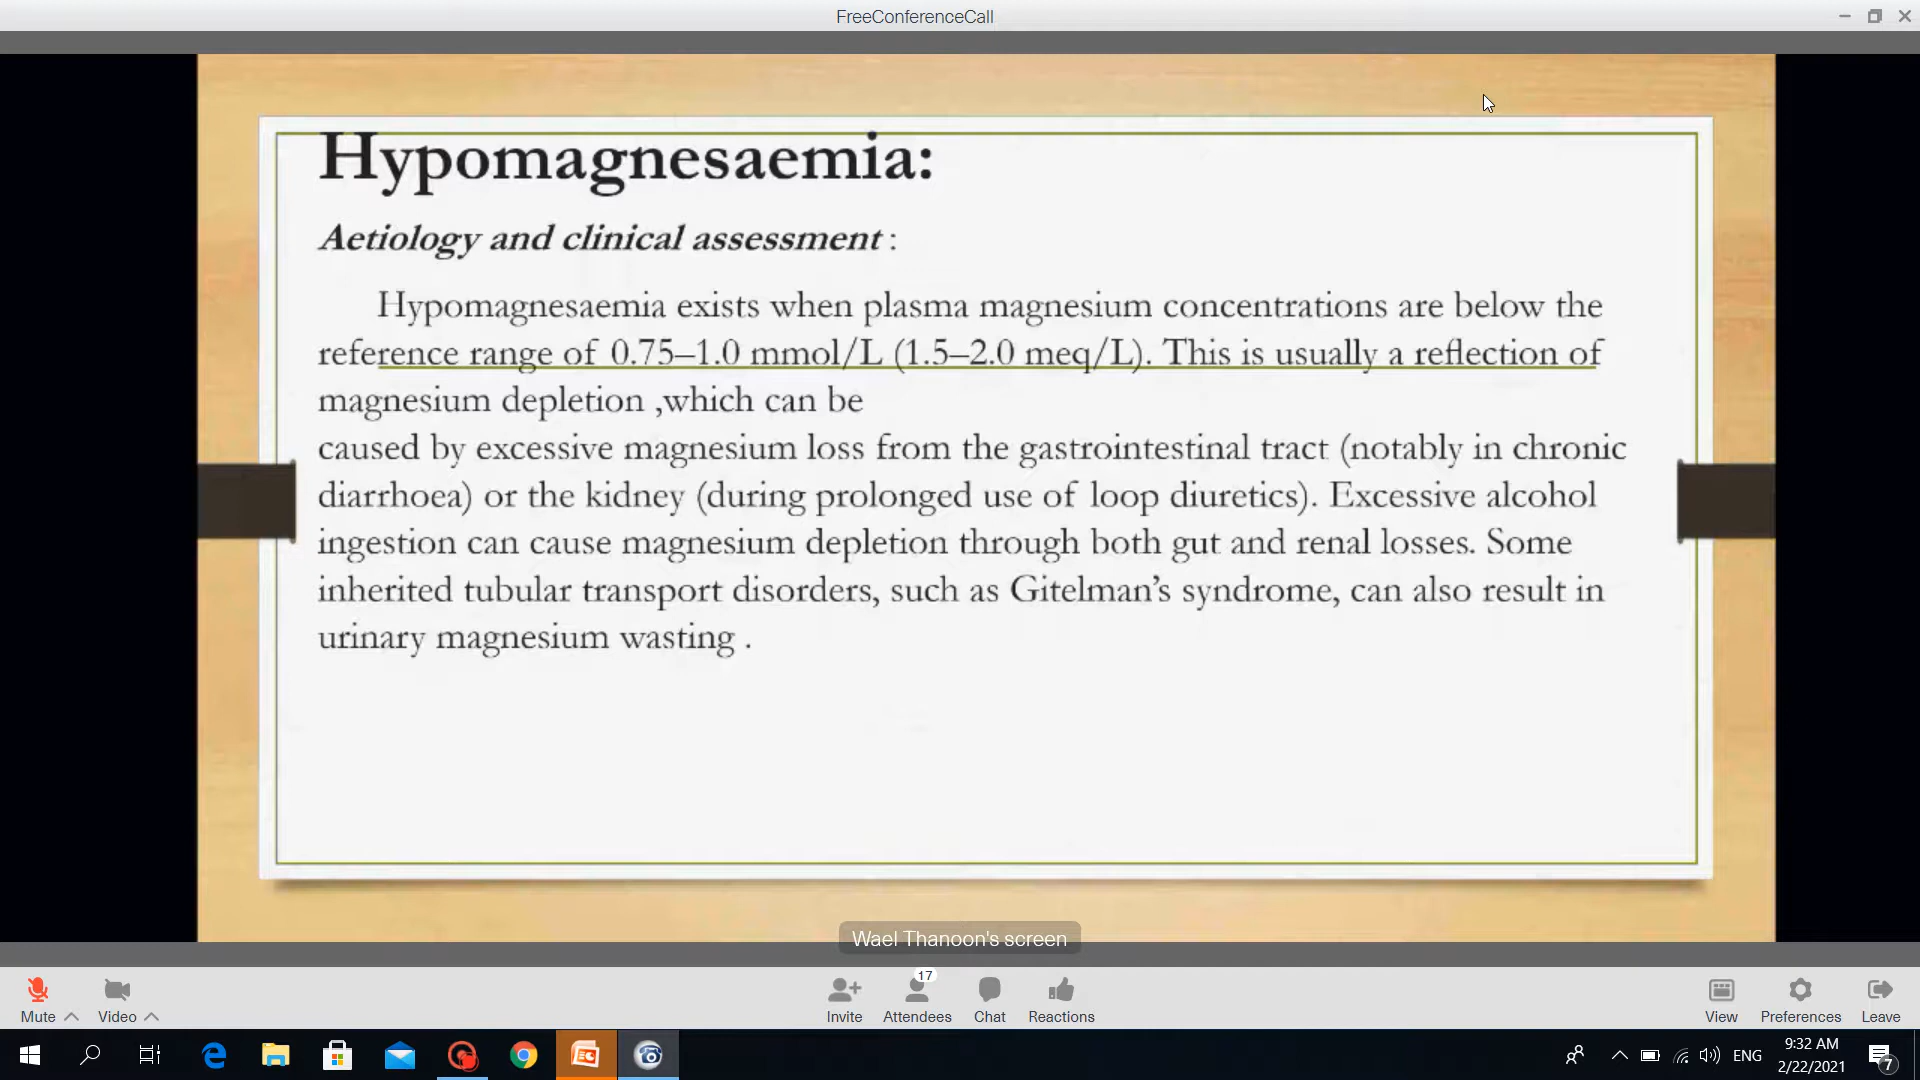 FreeConferenceCall
Hypomagnesaemia:
Aetiology and clinical assessment :
Hypomagnesaemia exists when plasma magnesium concentrations are below the
reference range of 0.75–1.0 mmol/L (1.5–2.0 meq/L). This is usually a reflection of
magnesium depletion ,which can be
caused by excessive magnesium loss from the gastrointestinal tract (notably in chronic
diarrhoea) or the kidney (during prolonged use of loop diuretics). Excessive alcohol
ingestion can cause magnesium depletion through both gut and renal losses. Some
inherited tubular transport disorders, such as Gitelman’s syndrome, can also result in
urinary magnesium wasting .
Wael Thanoon's screen
17
Mute Video Invite Attendees Chat Reactions View Preferences Leave
ENG
9:32 AM
2/22/2021
7